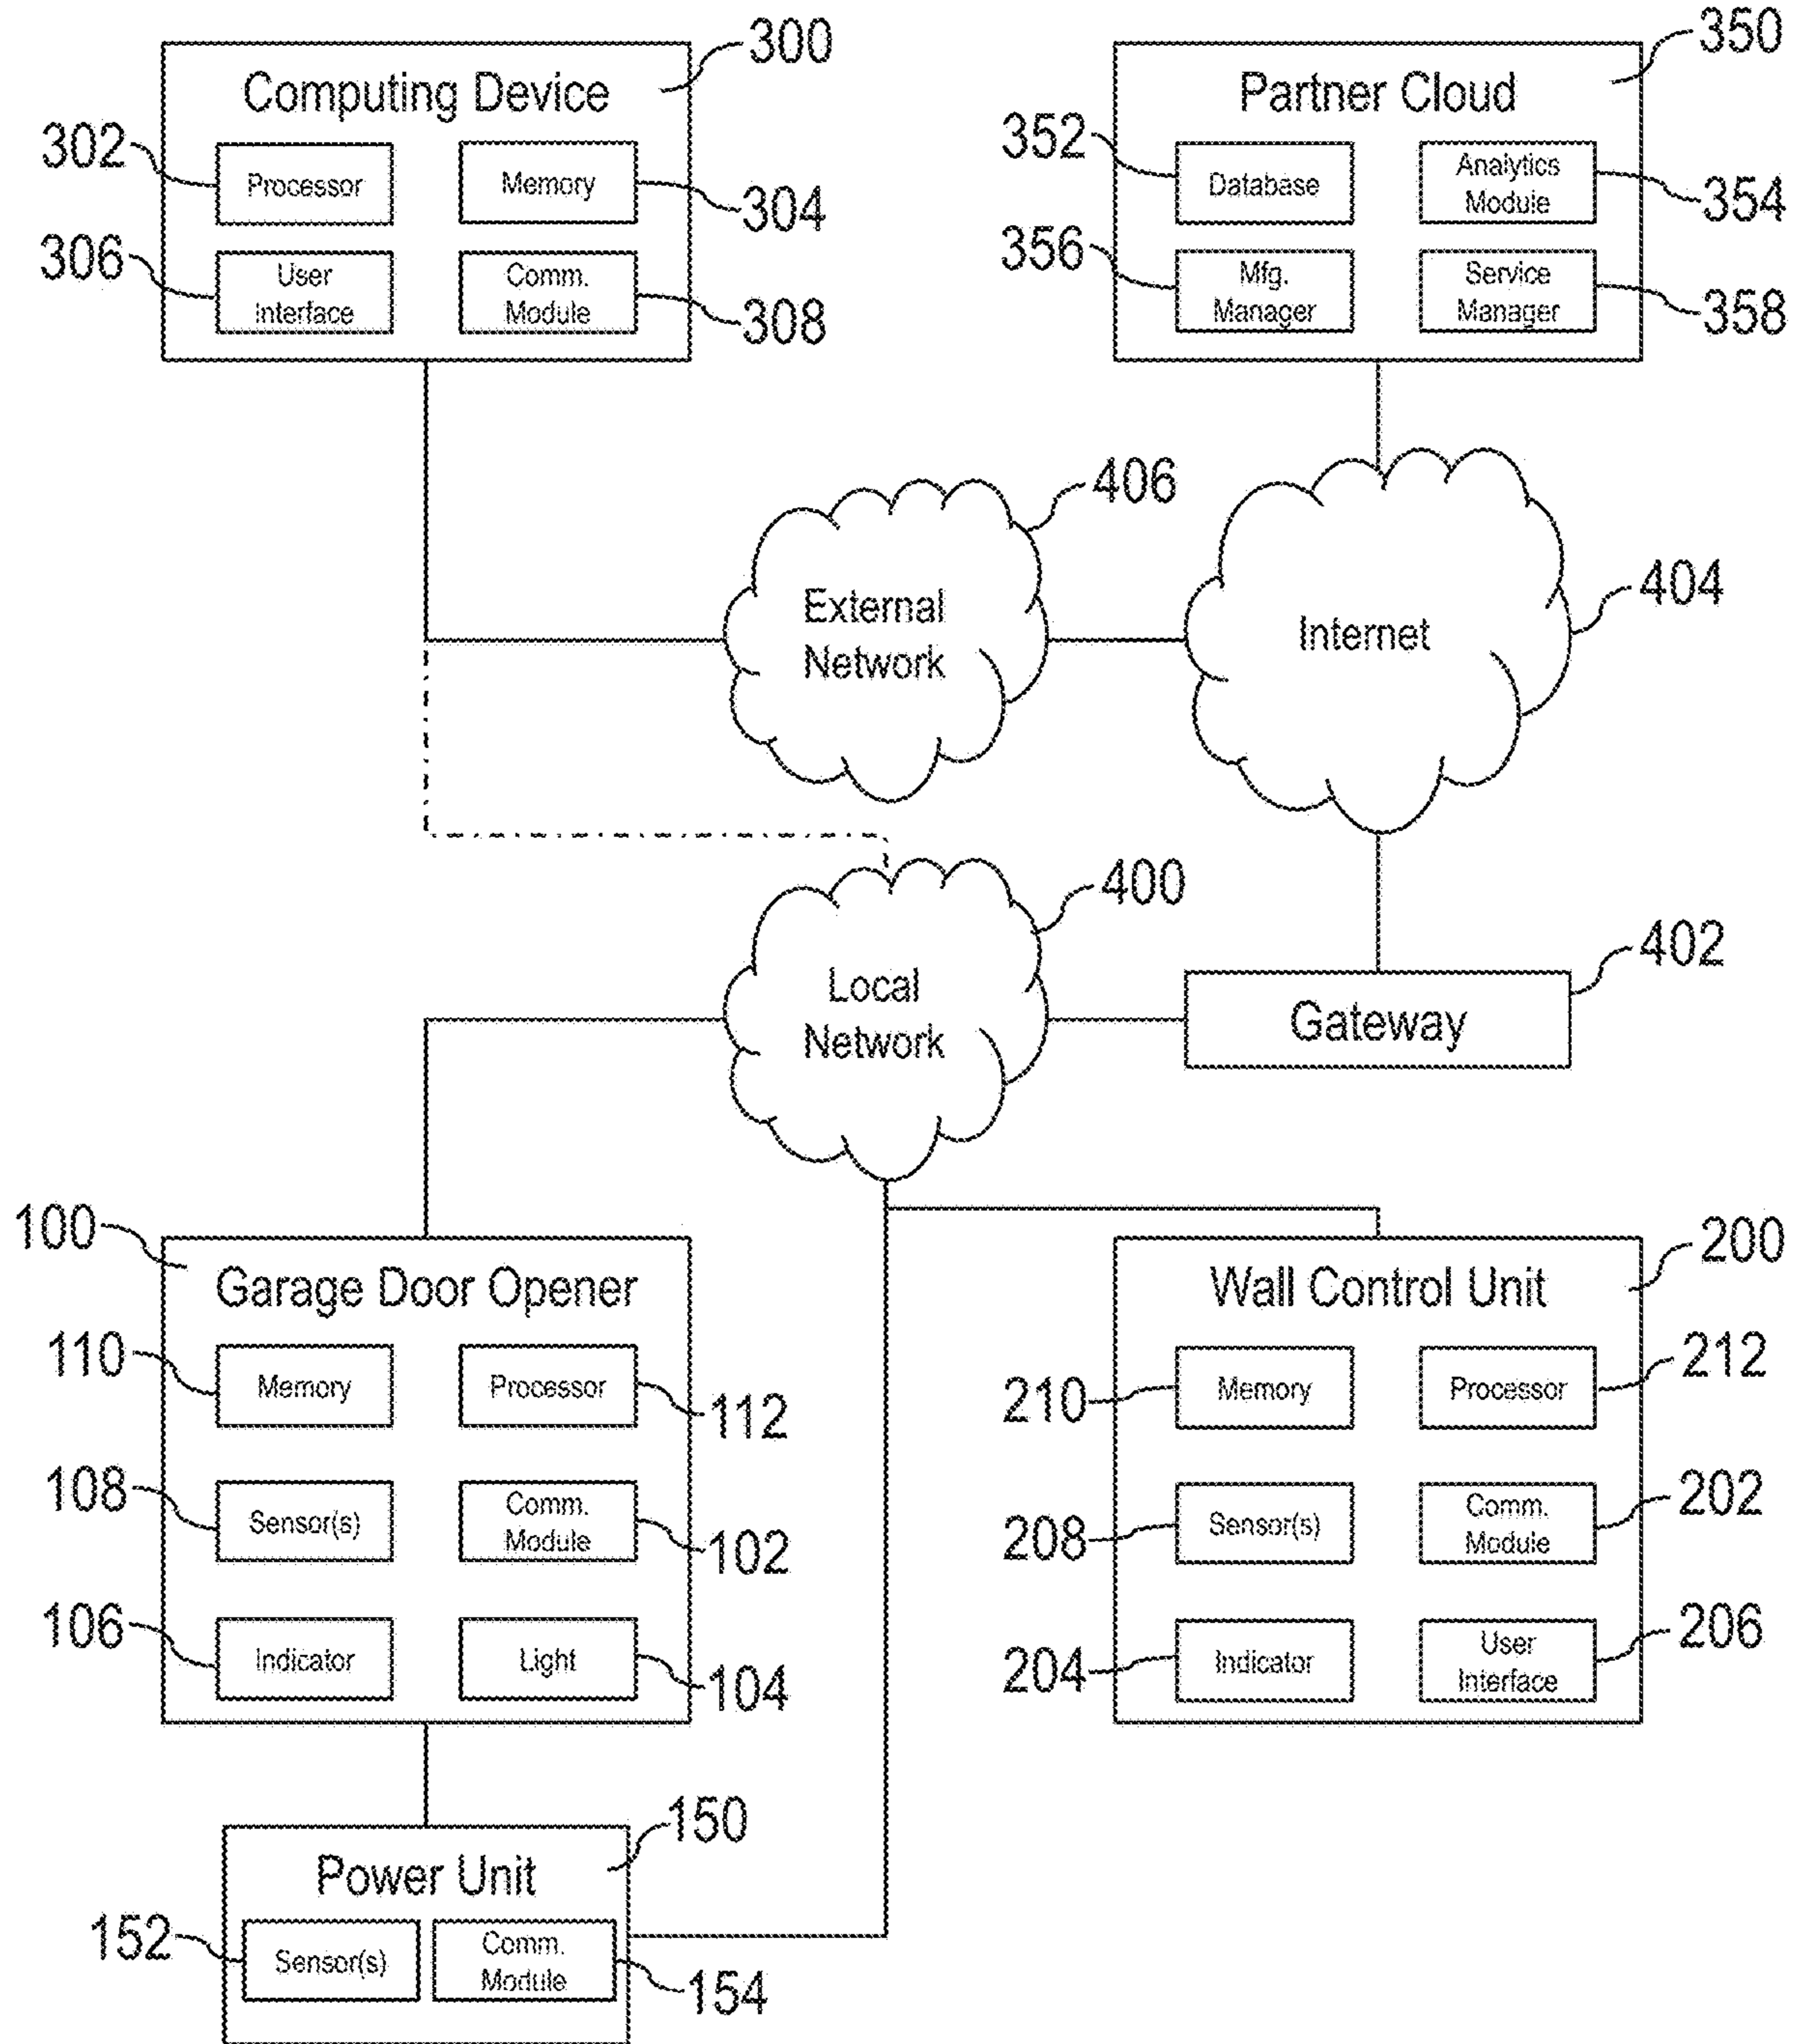 300
Computing Device
302
Processor
Memory
304
306
User
Interface
Comm.
Module
308
350
Partner Cloud
352
Database
Analytics
Module
354
356
Mfg.
Manager
Service
Manager
358
406
External
Network
404
Internet
400
Local
Network
402
Gateway
100
Garage Door Opener
110
Memory
Processor
112
108
Sensor(s)
Comm.
Module
102
106
Indicator
Light
104
200
Wall Control Unit
210
Memory
Processor
212
208
Sensor(s)
Comm.
Module
202
204
Indicator
User
Interface
206
150
Power Unit
152
Sensor(s)
Comm.
Module
154